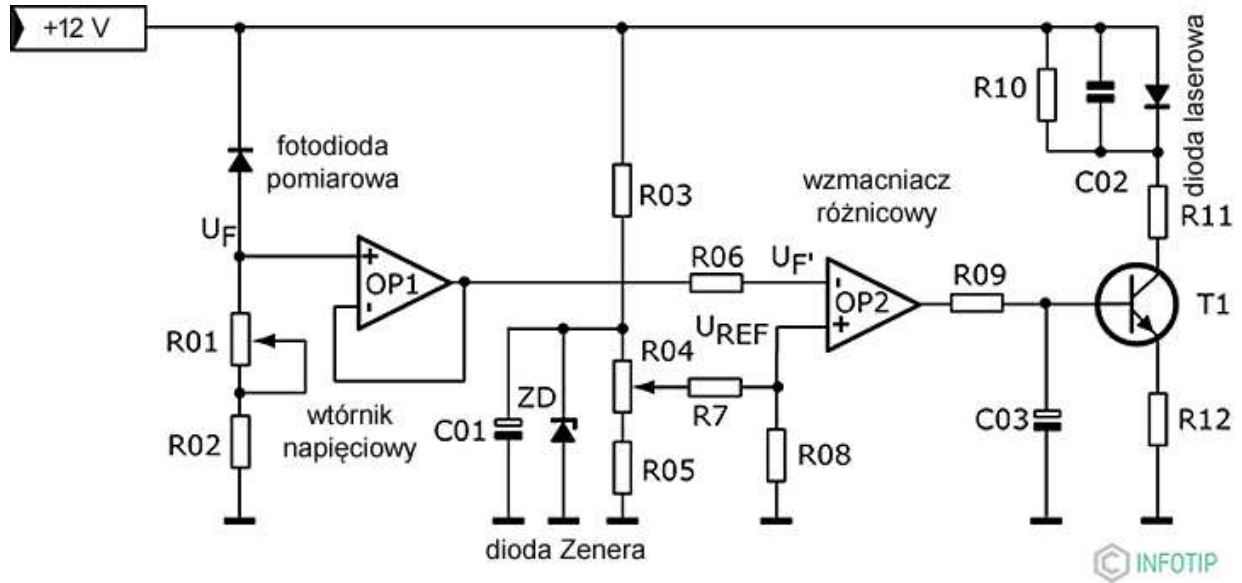 +12 V
fotodioda
pomiarowa
UF
R01
R02
OP1
+
-
wtórnik
napięciowy
C01
ZD
dioda Zenera
R03
R04
R05
R06
UF'
UREF
R7
R08
wzmacniacz
różnicowy
OP2
-
+
R09
C03
R10
C02
dioda laserowa
R11
T1
R12
C INFOTIP